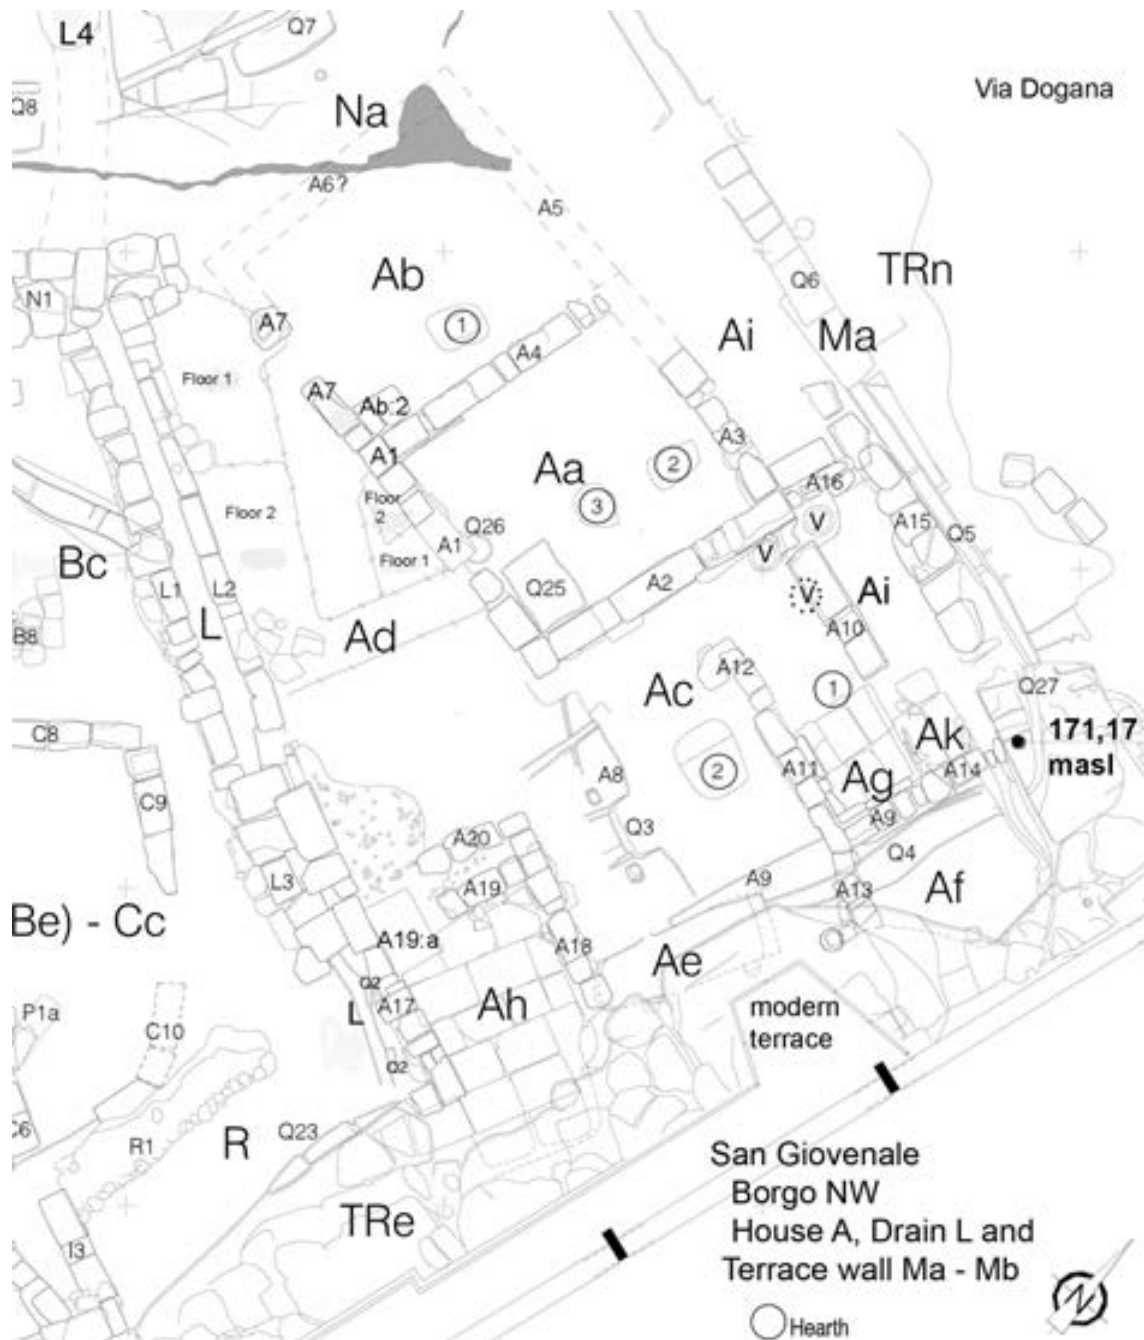 L4
Q7
Via Dogana
Q8
Na
A6?
A5
TRn
Ab
Q6
N1
1
A7
Ai
Ma
A4
Floor 1
A7
Ab:2
A3
A1
Aa
2
A16
Floor 2
3
V
Floor 2
Q26
A15
Q5
V
Bc
A1
Floor 1
L1
L2
Q25
A2
V
Ai
B8
L
Ad
A10
A12
Ac
1
Q27
C8
Ak
171,17
masl
A8
2
A11
Ag
A14
C9
A9
Q3
A20
Q4
L3
A19
A9
A13
Af
Be) - Cc
A19:a
A18
Ae
Q2
P1a
L
A17
Ah
modern
terrace
C10
Q2
C6
R1
R
Q23
San Giovenale
Borgo NW
TRe
House A, Drain L and
I3
Terrace wall Ma - Mb
N
Hearth